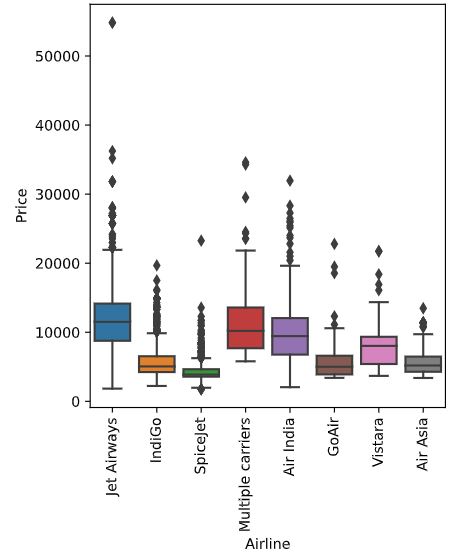 50000
40000
30000
20000
10000
0
Price
Jet Airways
IndiGo
SpiceJet
Multiple carriers
Air India
GoAir
Vistara
Air Asia
Airline